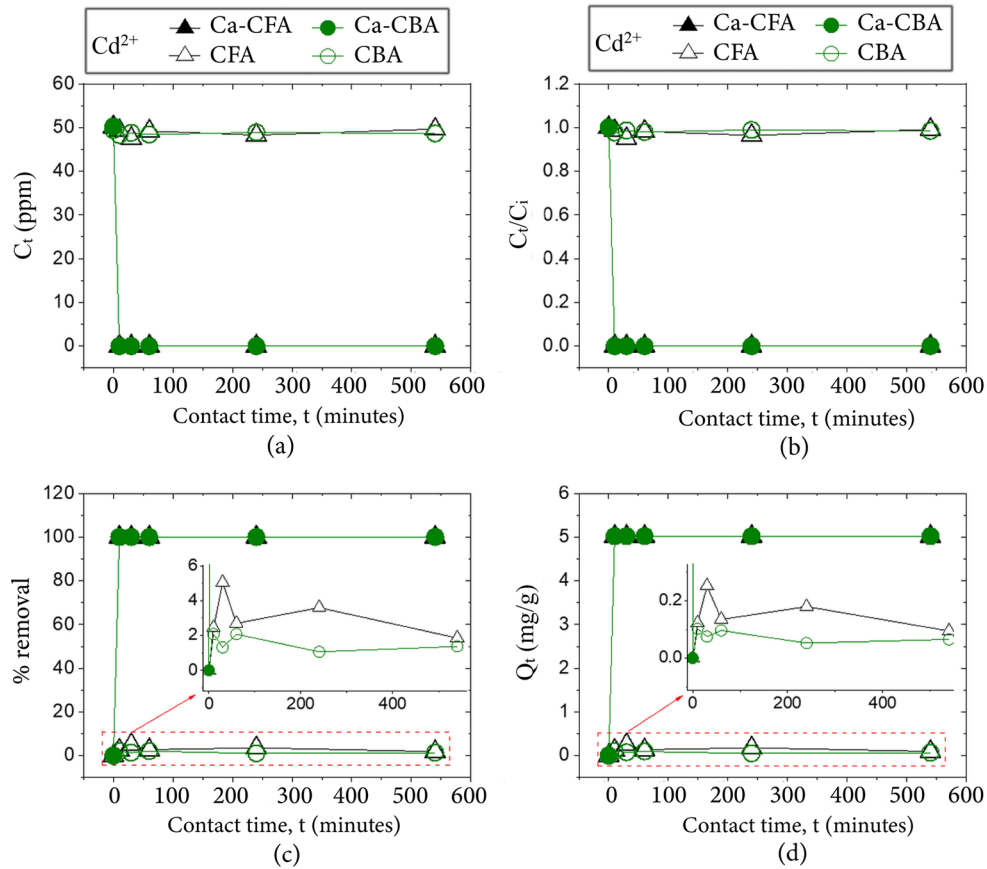 Cd²⁺ Ca-CFA Ca-CBA
CFA CBA
Cd²⁺ Ca-CFA Ca-CBA
CFA CBA
60
50
40
30
20
10
0
Cₜ (ppm)
0 100 200 300 400 500 600
Contact time, t (minutes)
(a)
1.2
1.0
0.8
0.6
0.4
0.2
0.0
Cₜ/Cᵢ
0 100 200 300 400 500 600
Contact time, t (minutes)
(b)
120
100
80
60
40
20
0
% removal
6
4
2
0
0 200 400
0 100 200 300 400 500 600
Contact time, t (minutes)
(c)
6
5
4
3
2
1
0
Qₜ (mg/g)
0.2
0.0
0 200 400
0 100 200 300 400 500 600
Contact time, t (minutes)
(d)